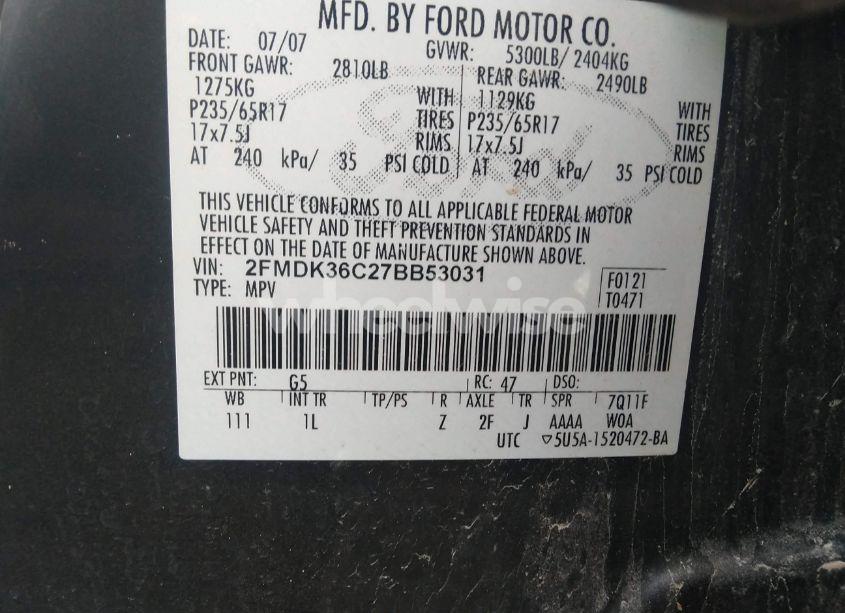 MFD. BY FORD MOTOR CO.
DATE: 07/07 GVWR: 5300LB/ 2404KG
FRONT GAWR: 2810LB REAR GAWR: 2490LB
1275KG WITH 1129KG WITH
P235/65R17 TIRES P235/65R17 TIRES
17x7.5J RIMS 17x7.5J RIMS
AT 240 kPa/ 35 PSI COLD AT 240 kPa/ 35 PSI COLD
Ford
THIS VEHICLE CONFORMS TO ALL APPLICABLE FEDERAL MOTOR
VEHICLE SAFETY AND THEFT PREVENTION STANDARDS IN
EFFECT ON THE DATE OF MANUFACTURE SHOWN ABOVE.
VIN: 2FMDK36C27BB53031 F0121
TYPE: MPV T0471
wheelwise
EXT PNT: G5 RC: 47 DSO:
WB INT TR TP/PS R AXLE TR SPR 7Q11F
111 1L Z 2F J AAAA W0A
UTC ▽5U5A-1520472-BA